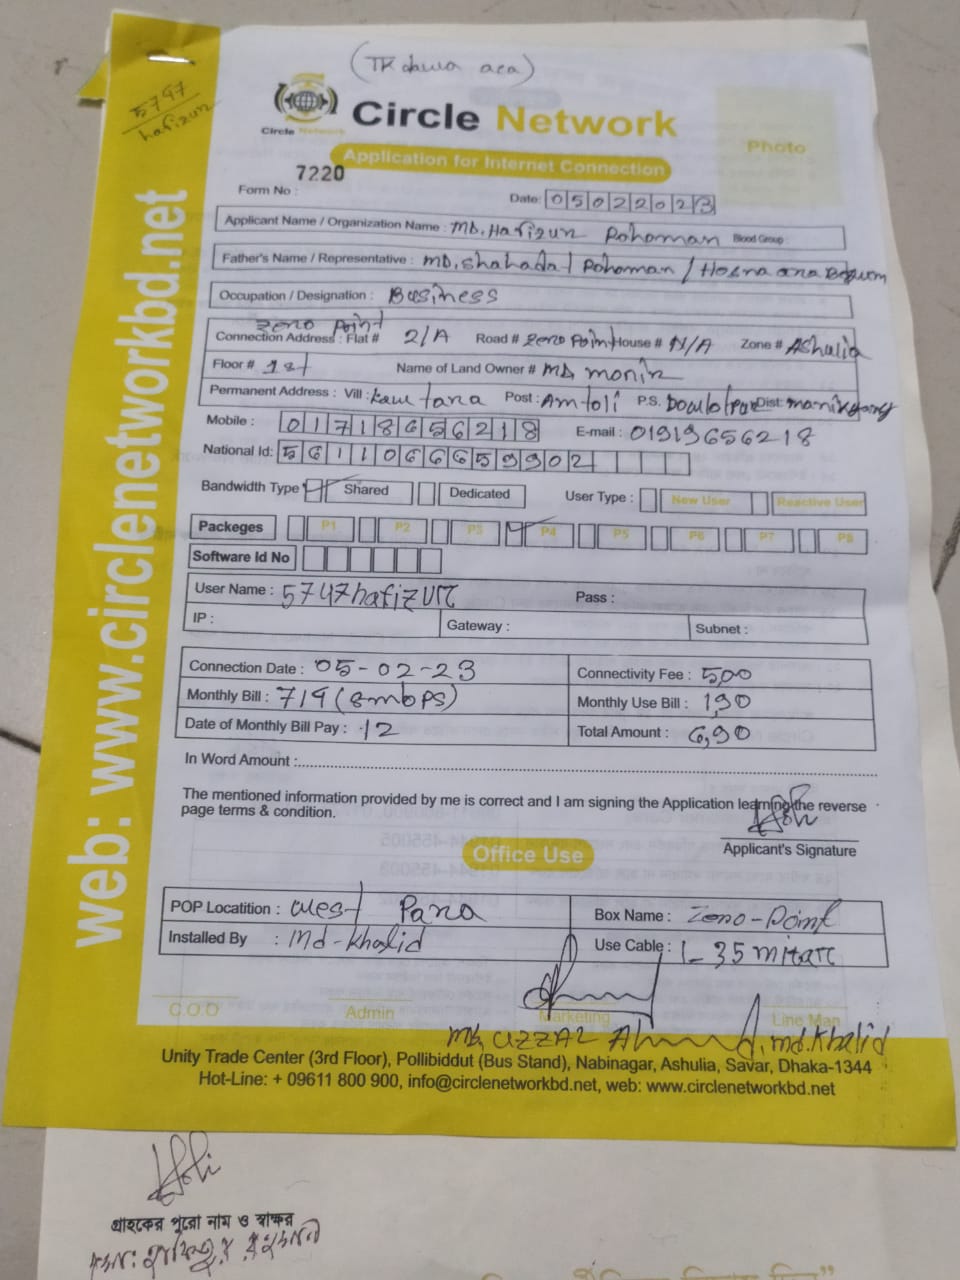 (TK dawa aca)
5747
hafizur
Circle Network
Circle Network
Photo
Application for Internet Connection
7220
Form No :
Date: 05022023
Applicant Name / Organization Name : MD. Hafizur Rohoman Blood Group :
Father's Name / Representative : MD. Shahadat Rohoman / Hosna ara Begum
Occupation / Designation : Business
Zero point
Connection Address : Flat # 2/A Road # Zero Point House # N/A Zone # Ashulia
Floor # 1st Name of Land Owner # MD monir
Permanent Address : Vill : Post : Amtoli P.S. Doulotpur Dist: manikgong
Mobile : 01718656218 E-mail : 01919656218
National Id: 5611066659902
Bandwidth Type Shared Dedicated User Type : New User Reactive User
Packeges P1 P2 P3 P4 P5 P6 P7 P8
Software Id No
User Name : 5747hafizur Pass :
IP : Gateway : Subnet :
Connection Date : 05-02-23 Connectivity Fee : 500
Monthly Bill : 719 (8mbps) Monthly Use Bill : 190
Date of Monthly Bill Pay : 12 Total Amount : 690
In Word Amount :
The mentioned information provided by me is correct and I am signing the Application learning the reverse
page terms & condition.
Applicant's Signature
Office Use
POP Locatition : West Para Box Name : Zero-Point
Installed By : Md-Khalid Use Cable : 35 mitar
C.O.O Admin Marketing Line Man
MD, UZZAL Ahmed, md. Khalid
Unity Trade Center (3rd Floor), Pollibiddut (Bus Stand), Nabinagar, Ashulia, Savar, Dhaka-1344
Hot-Line: + 09611 800 900, info@circlenetworkbd.net, web: www.circlenetworkbd.net
web: www.circlenetworkbd.net
গ্রাহকের পুরো নাম ও স্বাক্ষর